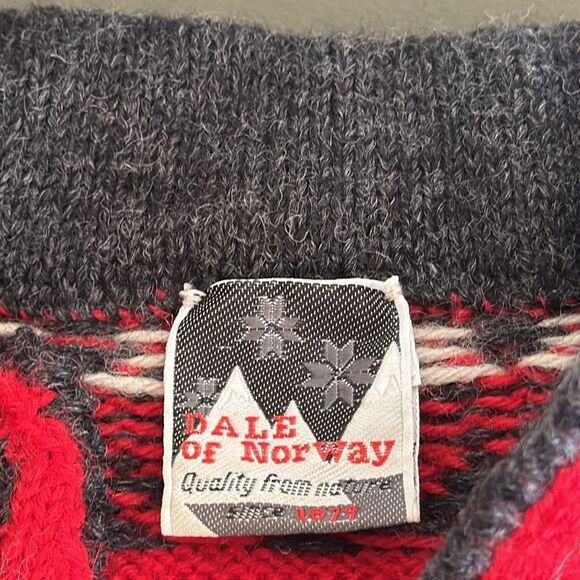 DALE
of Norway
Quality from nature
since 1879